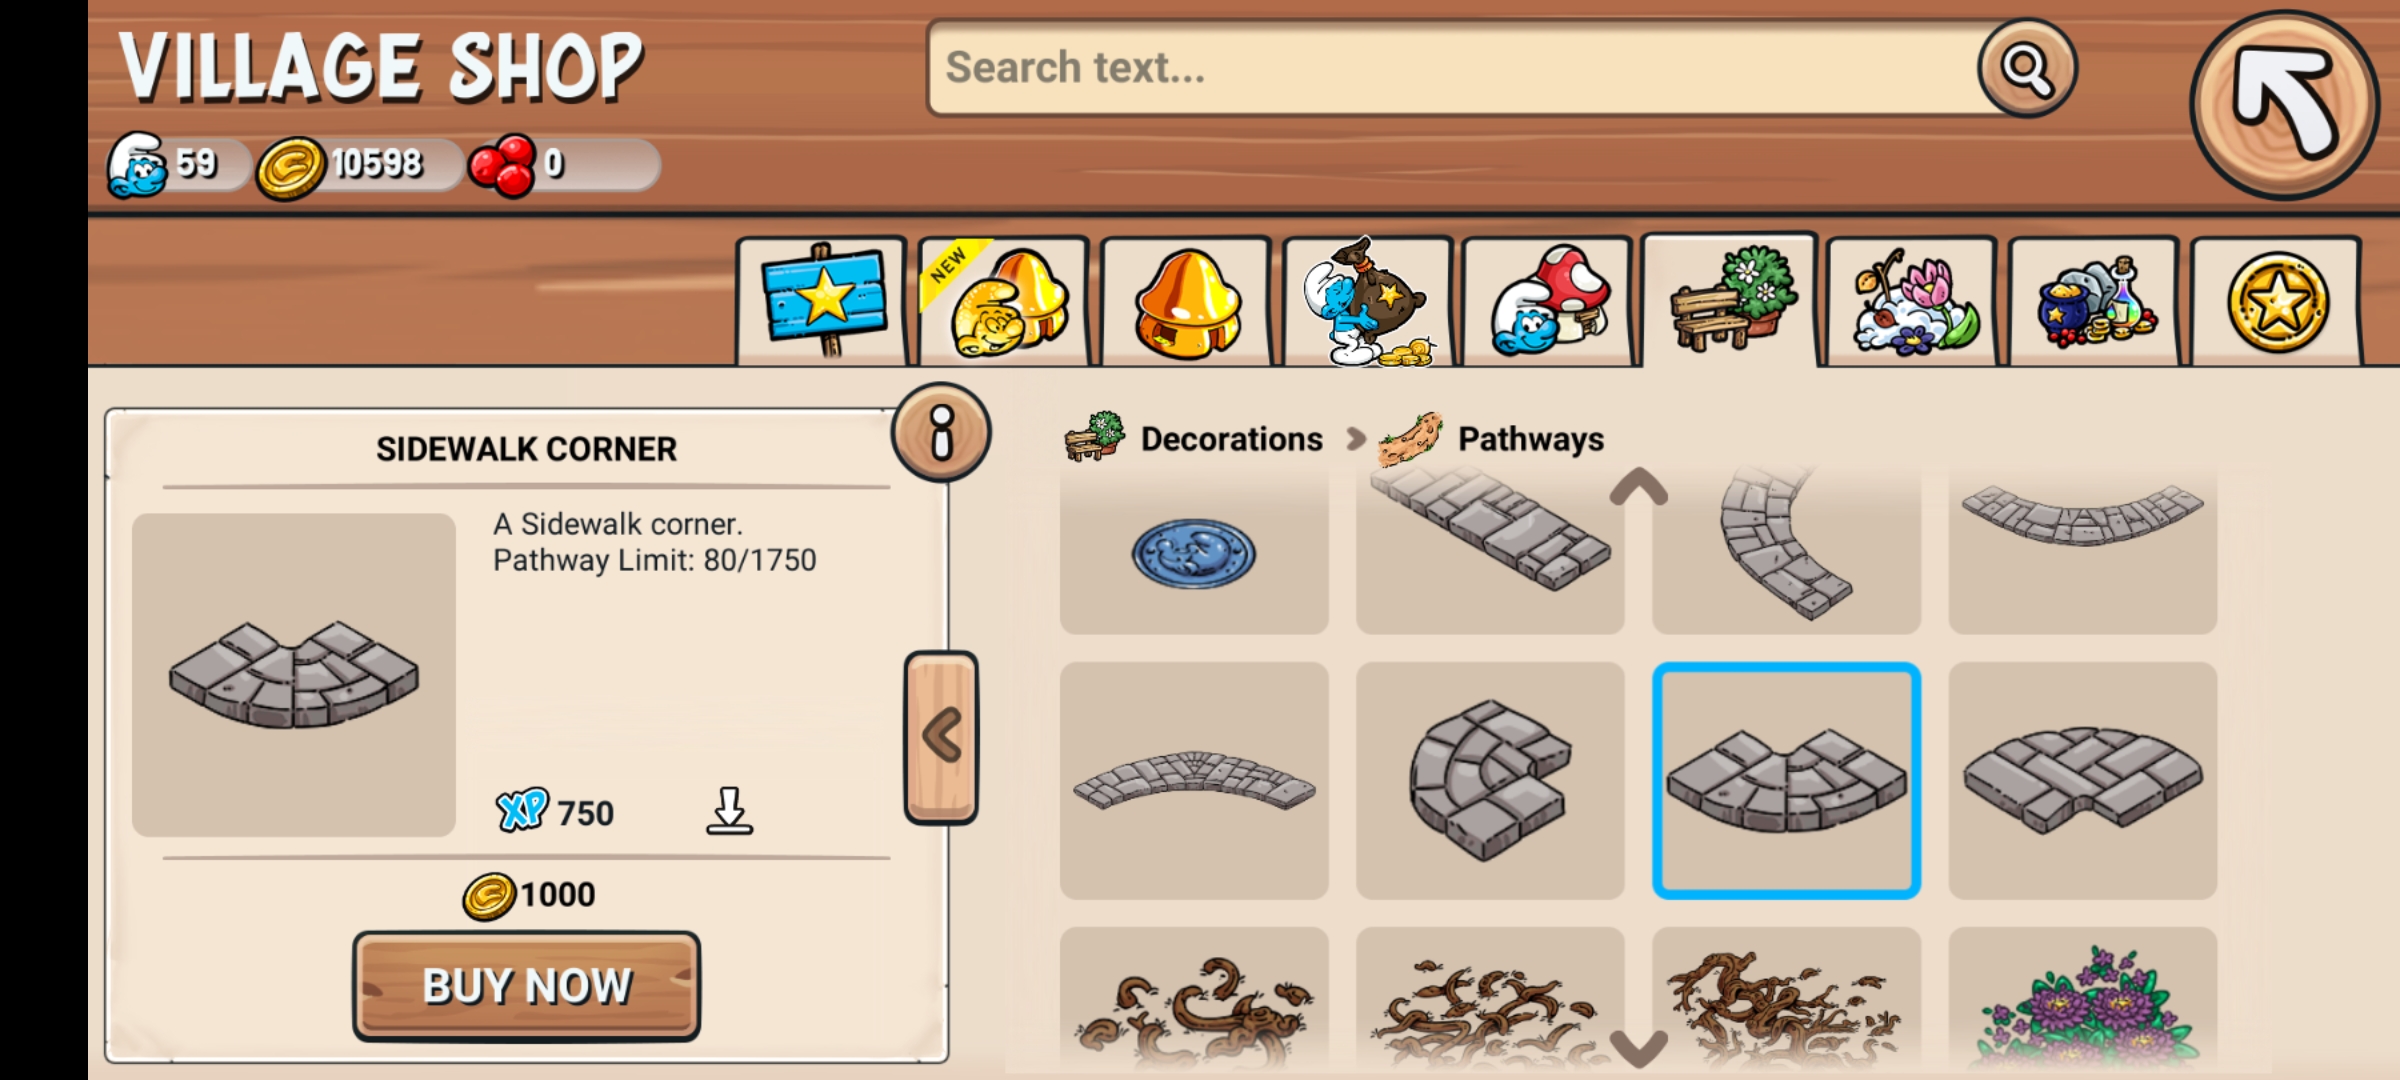 VILLAGE SHOP
Search text...
59
10598
0
NEW
SIDEWALK CORNER
A Sidewalk corner.
Pathway Limit: 80/1750
XP 750
1000
BUY NOW
Decorations
Pathways